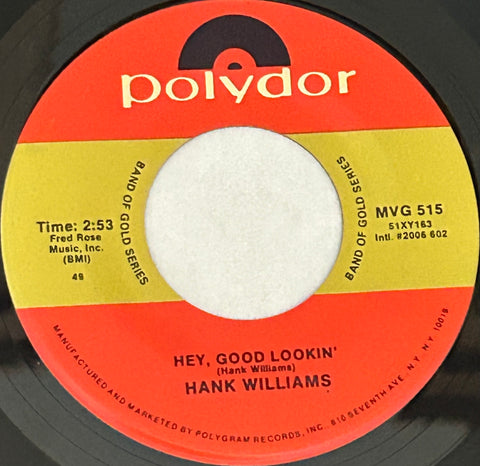 polydor
Time: 2:53
Fred Rose
Music, Inc.
(BMI)
49
BAND OF GOLD SERIES
BAND OF GOLD SERIES
MVG 515
51XY163
Intl. #2006 602
HEY, GOOD LOOKIN'
(Hank Williams)
HANK WILLIAMS
MANUFACTURED AND MARKETED BY POLYGRAM RECORDS, INC., 810 SEVENTH AVE. N.Y. N.Y. 10019